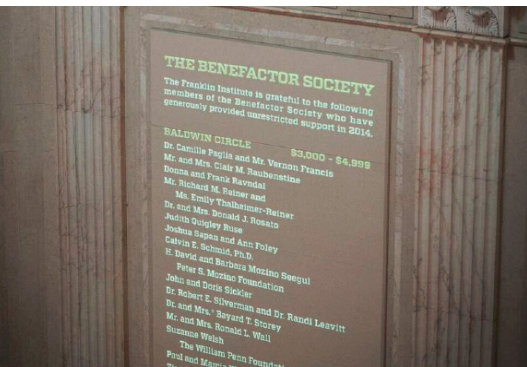 THE BENEFACTOR SOCIETY
The Franklin Institute is grateful to the following
members of the Benefactor Society who have
generously provided unrestricted support in 2014.
BALDWIN CIRCLE $3,000 - $4,999
Dr. Camille Paglia and Mr. Vernon Francis
Mr. and Mrs. Clair M. Raubenstine
Donna and Frank Ravndal
Mr. Richard M. Reiner and
Ms. Emily Thalheimer-Reiner
Dr. and Mrs. Donald J. Rosato
Judith Quigley Ruse
Joshua Sapan and Ann Foley
Calvin E. Schmid, Ph.D.
H. David and Barbara Mozino Seegul
Peter S. Mozino Foundation
John and Doris Sickler
Dr. Robert E. Silverman and Dr. Randi Leavitt
Dr. and Mrs.* Bayard T. Storey
Mr. and Mrs. Ronald L. Wall
Suzanne Welsh
The William Penn
Paul and